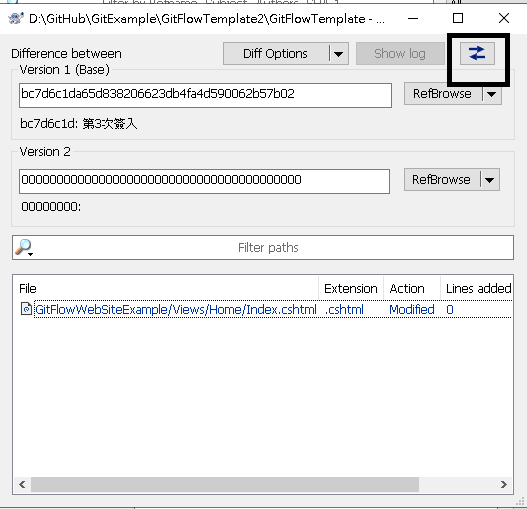 D:\GitHub\GitExample\GitFlowTemplate2\GitFlowTemplate - ...
Difference between
Diff Options
Show log
Version 1 (Base)
bc7d6c1da65d838206623db4fa4d590062b57b02
RefBrowse
bc7d6c1d: 第3次簽入
Version 2
0000000000000000000000000000000000000000
RefBrowse
00000000:
Filter paths
File Extension Action Lines added
GitFlowWebSiteExample/Views/Home/Index.cshtml .cshtml Modified 0